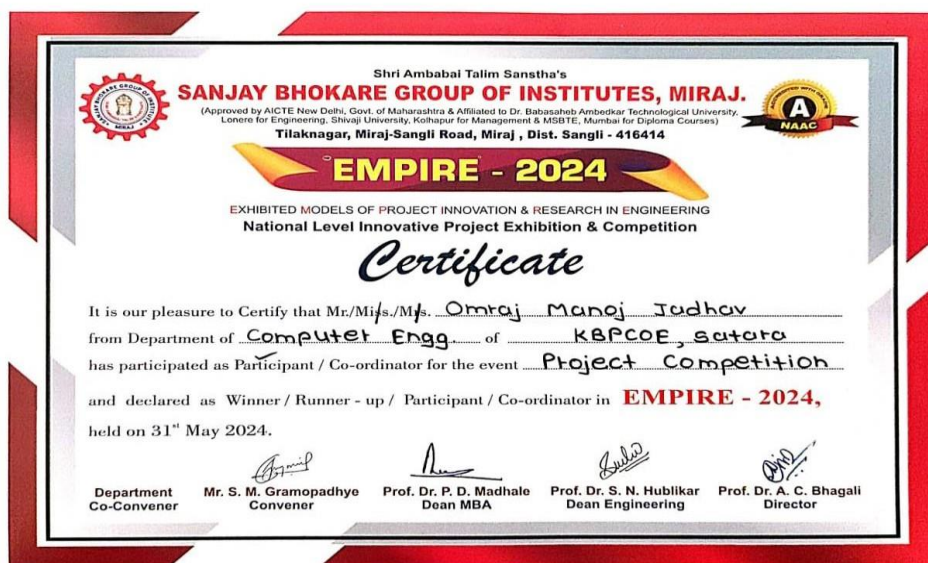 Shri Ambabai Talim Sanstha's
SANJAY BHOKARE GROUP OF INSTITUTES, MIRAJ.
(Approved by AICTE New Delhi, Govt. of Maharashtra & Affiliated to Dr. Babasaheb Ambedkar Technological University,
Lonere for Engineering, Shivaji University, Kolhapur for Management & MSBTE, Mumbai for Diploma Courses)
Tilaknagar, Miraj-Sangli Road, Miraj , Dist. Sangli - 416414
SANJAY BHOKARE GROUP OF INSTITUTES
MIRAJ
A
NAAC
EMPIRE - 2024
EXHIBITED MODELS OF PROJECT INNOVATION & RESEARCH IN ENGINEERING
National Level Innovative Project Exhibition & Competition
Certificate
It is our pleasure to Certify that Mr./Miss./Mrs. Omraj Manoj Jadhav
from Department of Computer Engg. of KBPCOE, Satara
has participated as Participant / Co-ordinator for the event Project Competition
and declared as Winner / Runner - up / Participant / Co-ordinator in EMPIRE - 2024,
held on 31st May 2024.
Department
Co-Convener
Mr. S. M. Gramopadhye
Convener
Prof. Dr. P. D. Madhale
Dean MBA
Prof. Dr. S. N. Hublikar
Dean Engineering
Prof. Dr. A. C. Bhagali
Director